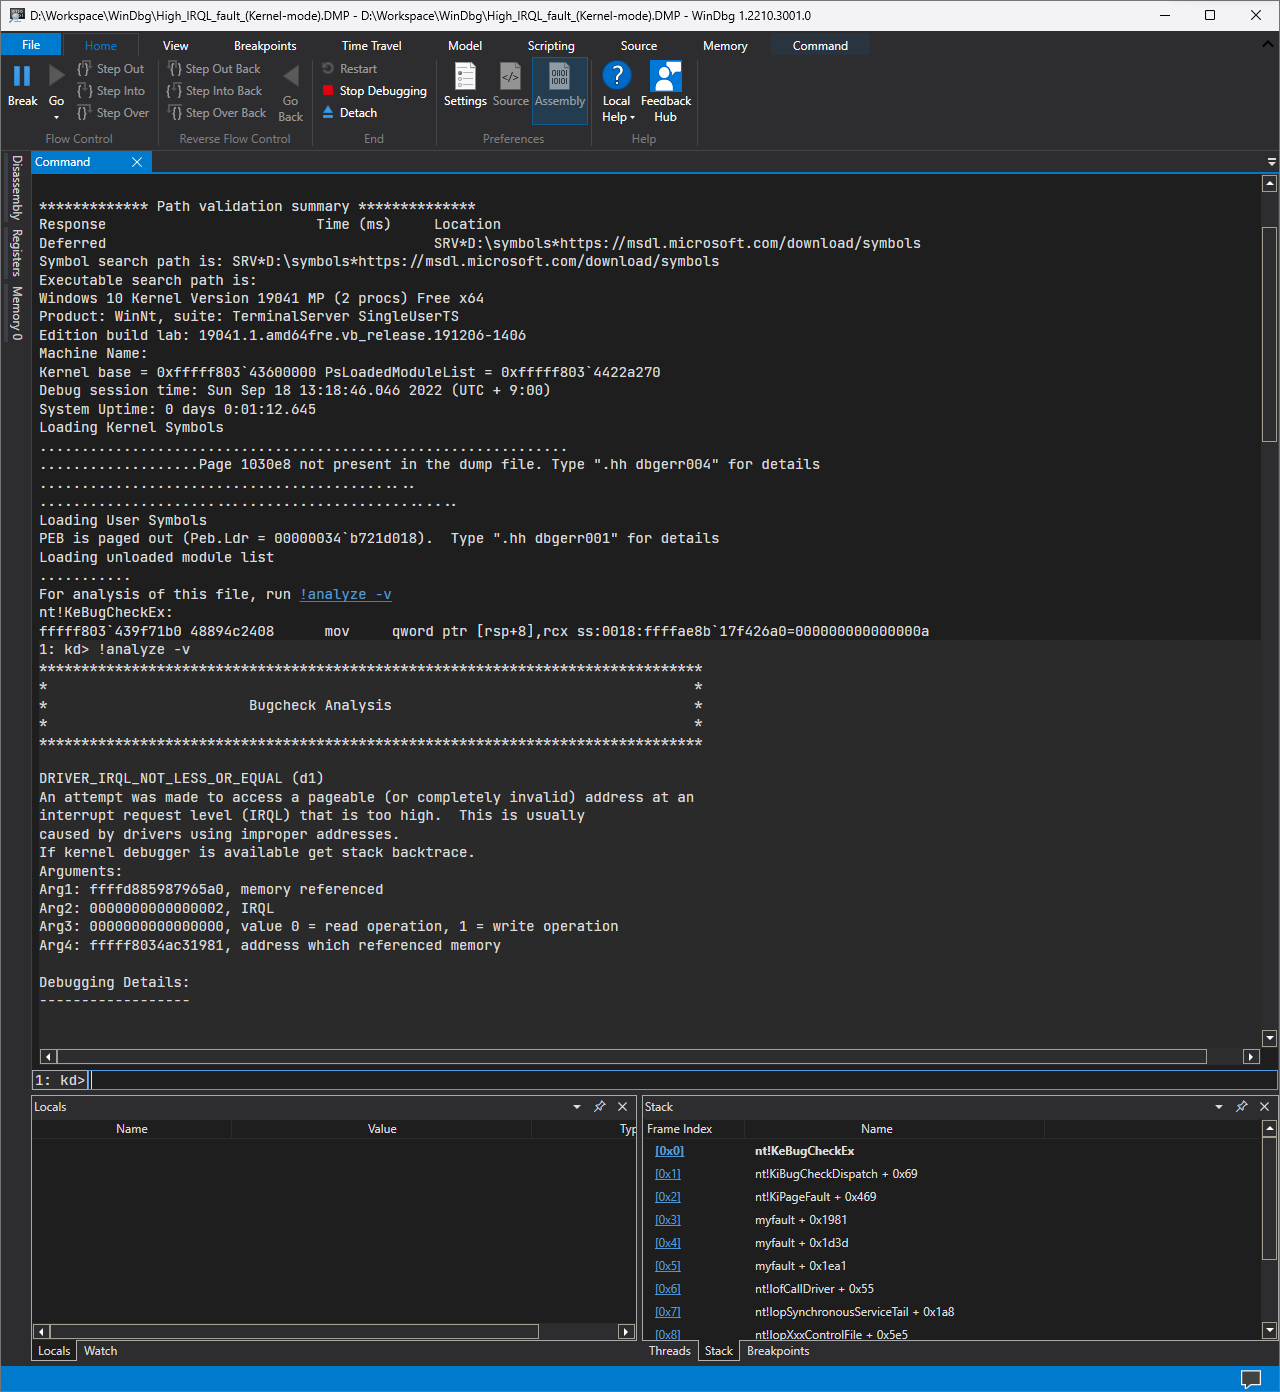 D:\Workspace\WinDbg\High_IRQL_fault_(Kernel-mode).DMP - D:\Workspace\WinDbg\High_IRQL_fault_(Kernel-mode).DMP - WinDbg 1.2210.3001.0
File Home View Breakpoints Time Travel Model Scripting Source Memory Command
Break Go Step Out Step Into Step Over
Flow Control
Step Out Back Step Into Back Step Over Back Go Back
Reverse Flow Control
Restart
Stop Debugging
Detach
End
Settings Source Assembly
Preferences
Local Help Feedback Hub
Help
Disassembly
Registers
Memory 0
Command
************* Path validation summary **************
Response                         Time (ms)     Location
Deferred                                       SRV*D:\symbols*https://msdl.microsoft.com/download/symbols
Symbol search path is: SRV*D:\symbols*https://msdl.microsoft.com/download/symbols
Executable search path is:
Windows 10 Kernel Version 19041 MP (2 procs) Free x64
Product: WinNt, suite: TerminalServer SingleUserTS
Edition build lab: 19041.1.amd64fre.vb_release.191206-1406
Machine Name:
Kernel base = 0xfffff803`43600000 PsLoadedModuleList = 0xfffff803`4422a270
Debug session time: Sun Sep 18 13:18:46.046 2022 (UTC + 9:00)
System Uptime: 0 days 0:01:12.645
Loading Kernel Symbols
...............................................................
...................Page 1030e8 not present in the dump file. Type ".hh dbgerr004" for details
.............................................
..................................................
Loading User Symbols
PEB is paged out (Peb.Ldr = 00000034`b721d018).  Type ".hh dbgerr001" for details
Loading unloaded module list
...........
For analysis of this file, run !analyze -v
nt!KeBugCheckEx:
fffff803`439f71b0 48894c2408      mov     qword ptr [rsp+8],rcx ss:0018:ffffae8b`17f426a0=000000000000000a
1: kd> !analyze -v
*******************************************************************************
*                                                                             *
*                        Bugcheck Analysis                                    *
*                                                                             *
*******************************************************************************
DRIVER_IRQL_NOT_LESS_OR_EQUAL (d1)
An attempt was made to access a pageable (or completely invalid) address at an
interrupt request level (IRQL) that is too high.  This is usually
caused by drivers using improper addresses.
If kernel debugger is available get stack backtrace.
Arguments:
Arg1: ffffd885987965a0, memory referenced
Arg2: 0000000000000002, IRQL
Arg3: 0000000000000000, value 0 = read operation, 1 = write operation
Arg4: fffff8034ac31981, address which referenced memory
Debugging Details:
------------------
1: kd>
Locals
Name Value Typ
Locals Watch
Stack
Frame Index Name
[0x0] nt!KeBugCheckEx
[0x1] nt!KiBugCheckDispatch + 0x69
[0x2] nt!KiPageFault + 0x469
[0x3] myfault + 0x1981
[0x4] myfault + 0x1d3d
[0x5] myfault + 0x1ea1
[0x6] nt!IofCallDriver + 0x55
[0x7] nt!IopSynchronousServiceTail + 0x1a8
[0x8] nt!IopXxxControlFile + 0x5e5
Threads Stack Breakpoints